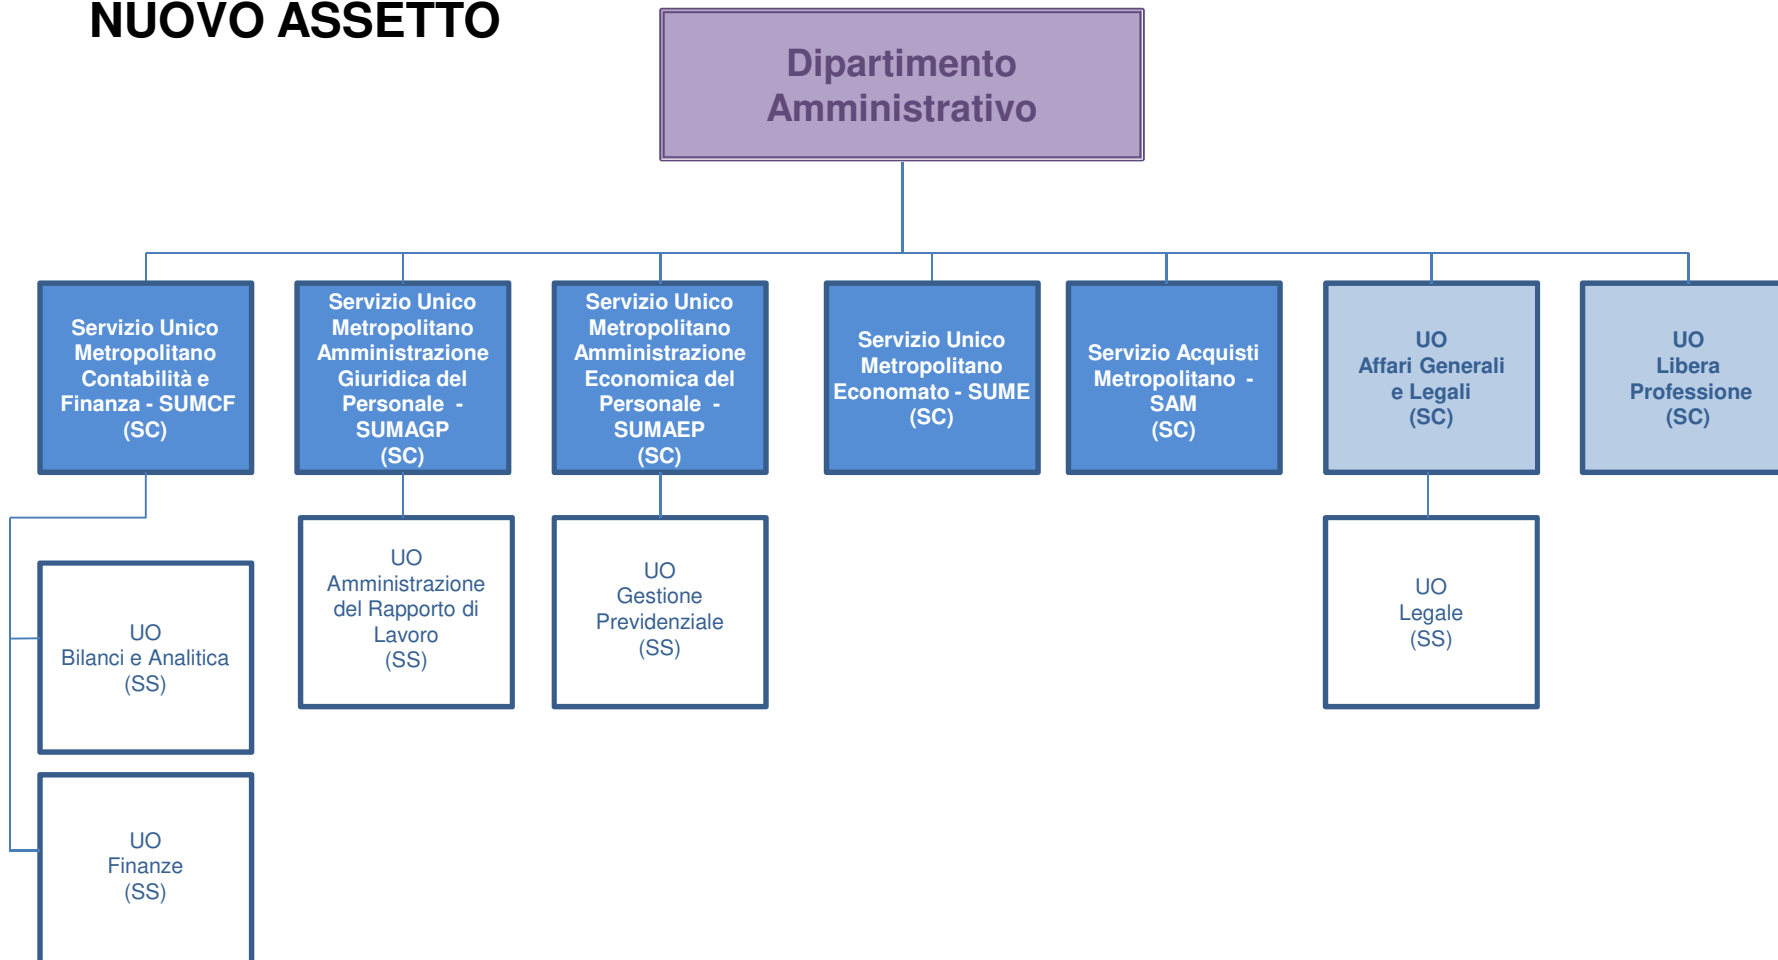 NUOVO ASSETTO
Dipartimento
Amministrativo
Servizio Unico
Metropolitano
Contabilità e
Finanza - SUMCF
(SC)
Servizio Unico
Metropolitano
Amministrazione
Giuridica del
Personale -
SUMAGP
(SC)
Servizio Unico
Metropolitano
Amministrazione
Economica del
Personale -
SUMAEP
(SC)
Servizio Unico
Metropolitano
Economato - SUME
(SC)
Servizio Acquisti
Metropolitano -
SAM
(SC)
UO
Affari Generali
e Legali
(SC)
UO
Libera
Professione
(SC)
UO
Bilanci e Analitica
(SS)
UO
Finanze
(SS)
UO
Amministrazione
del Rapporto di
Lavoro
(SS)
UO
Gestione
Previdenziale
(SS)
UO
Legale
(SS)